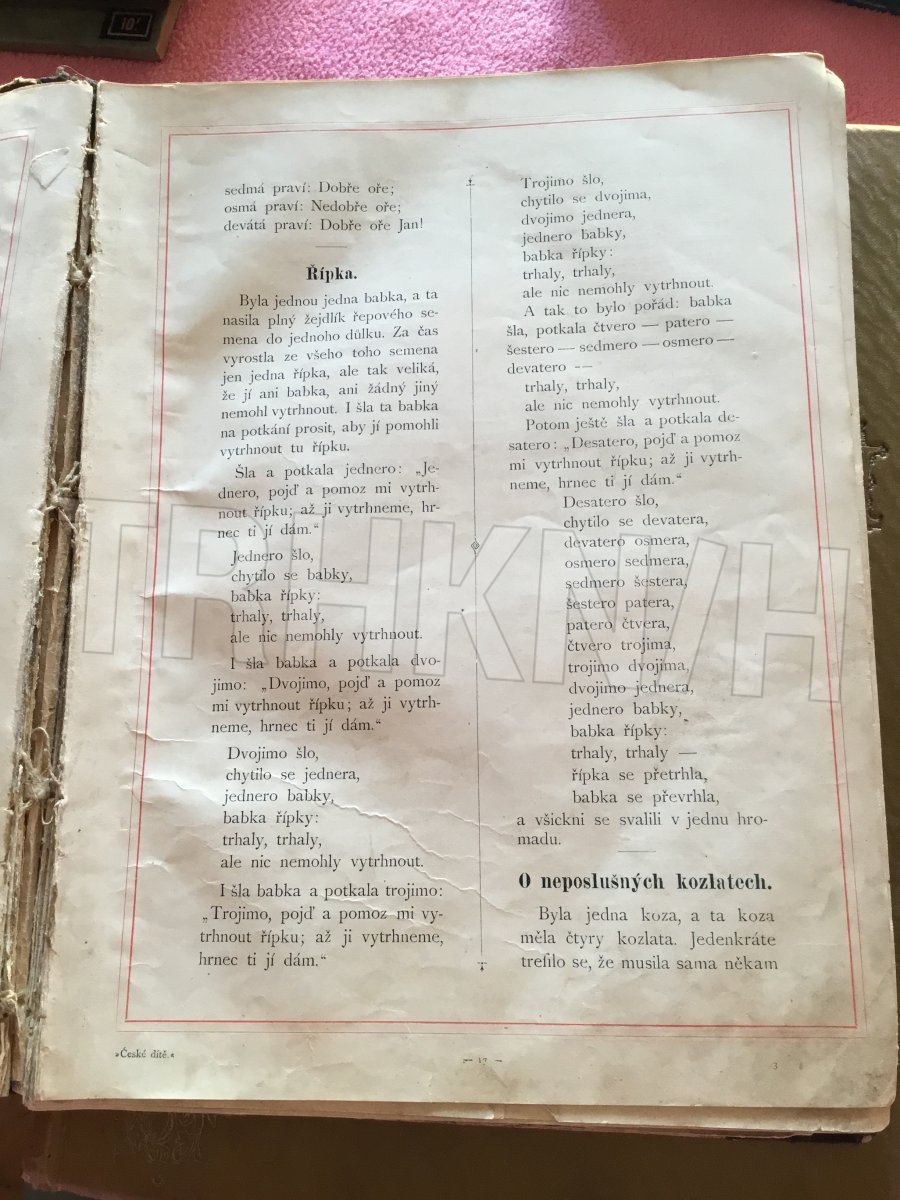 10·
sedmá praví: Dobře oře;
osmá praví: Nedobře oře;
devátá praví: Dobře oře Jan!
Řípka.
Byla jednou jedna babka, a ta
nasila plný žejdlík řepového se-
mena do jednoho důlku. Za čas
vyrostla ze všeho toho semena
jen jedna řípka, ale tak veliká,
že jí ani babka, ani žádný jiný
nemohl vytrhnout. I šla ta babka
na potkání prosit, aby jí pomohli
vytrhnout tu řípku.
Šla a potkala jednero: „Je-
dnero, pojď a pomoz mi vytrh-
nout řípku; až ji vytrhneme, hr-
nec ti jí dám.“
Jednero šlo,
chytilo se babky,
babka řípky:
trhaly, trhaly,
ale nic nemohly vytrhnout.
I šla babka a potkala dvo-
jimo: „Dvojimo, pojď a pomoz
mi vytrhnout řípku; až ji vytrh-
neme, hrnec ti jí dám.“
Dvojimo šlo,
chytilo se jednera,
jednero babky,
babka řípky:
trhaly, trhaly,
ale nic nemohly vytrhnout.
I šla babka a potkala trojimo:
„Trojimo, pojď a pomoz mi vy-
trhnout řípku; až ji vytrhneme,
hrnec ti jí dám.“
Trojimo šlo,
chytilo se dvojima,
dvojimo jednera,
jednero babky,
babka řípky:
trhaly, trhaly,
ale nic nemohly vytrhnout.
A tak to bylo pořád: babka
šla, potkala čtvero — patero —
šestero — sedmero — osmero —
devatero —
trhaly, trhaly,
ale nic nemohly vytrhnout.
Potom ještě šla a potkala de-
satero: „Desatero, pojď a pomoz
mi vytrhnout řípku; až ji vytrh-
neme, hrnec ti jí dám.“
Desatero šlo,
chytilo se devatera,
devatero osmera,
osmero sedmera,
sedmero šestera,
šestero patera,
patero čtvera,
čtvero trojima,
trojimo dvojima,
dvojimo jednera,
jednero babky,
babka řípky:
trhaly, trhaly —
řípka se přetrhla,
babka se převrhla,
a všickni se svalili v jednu hro-
madu.
O neposlušných kozlatech.
Byla jedna koza, a ta koza
měla čtyry kozlata. Jedenkráte
trefilo se, že musila sama někam
»České dítě.«
— 17 —
3
TRHKNVH